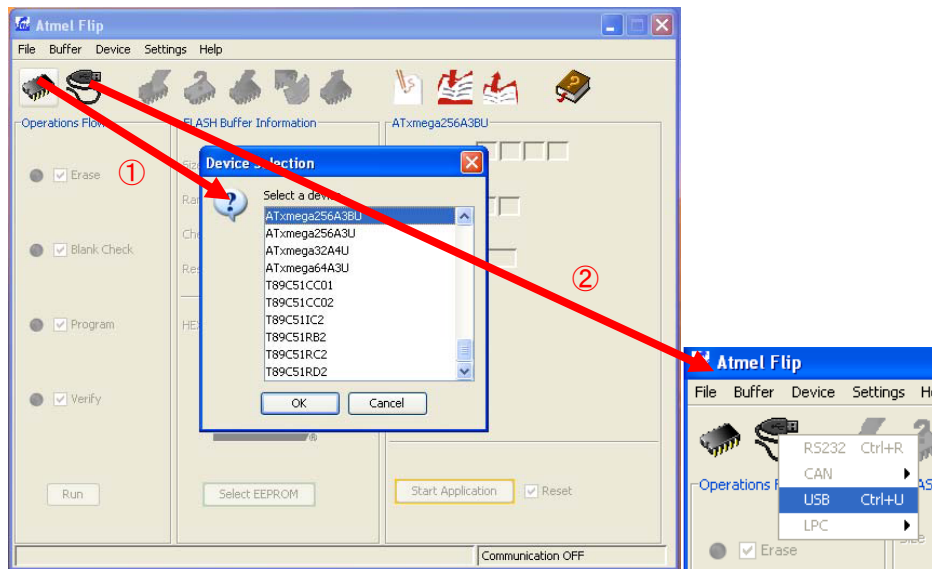 Atmel Flip
File Buffer Device Settings Help
Operations Flow
FLASH Buffer Information
ATxmega256A3BU
①
Erase
Blank Check
Program
Verify
Run
HEX
Device Selection
Select a device
ATxmega256A3BU
ATxmega256A3U
ATxmega32A4U
ATxmega64A3U
T89C51CC01
T89C51CC02
T89C51IC2
T89C51RB2
T89C51RC2
T89C51RD2
OK Cancel
®
Select EEPROM
Start Application Reset
Communication OFF
②
Atmel Flip
File Buffer Device Settings
RS232 Ctrl+R
CAN
USB Ctrl+U
LPC
Operations
Erase